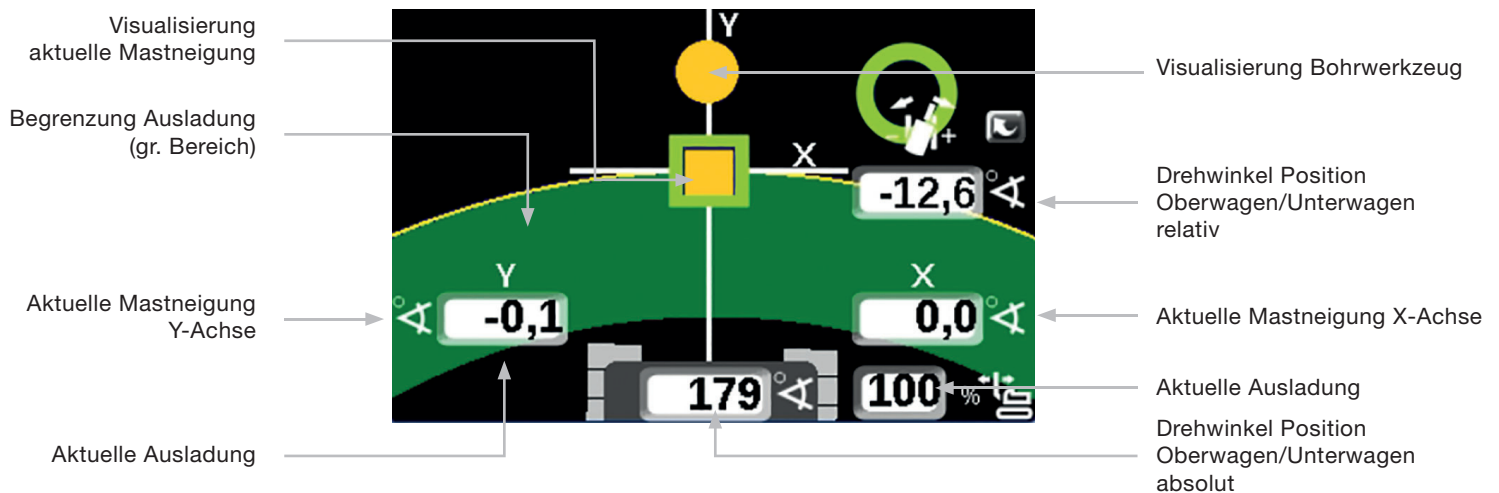 Visualisierung
aktuelle Mastneigung
Begrenzung Ausladung
(gr. Bereich)
Aktuelle Mastneigung
Y-Achse
Aktuelle Ausladung
Y
X
- +
-12,6 °
Y
X
° -0,1
0,0 °
179 °
100 %
Visualisierung Bohrwerkzeug
Drehwinkel Position
Oberwagen/Unterwagen
relativ
Aktuelle Mastneigung X-Achse
Aktuelle Ausladung
Drehwinkel Position
Oberwagen/Unterwagen
absolut